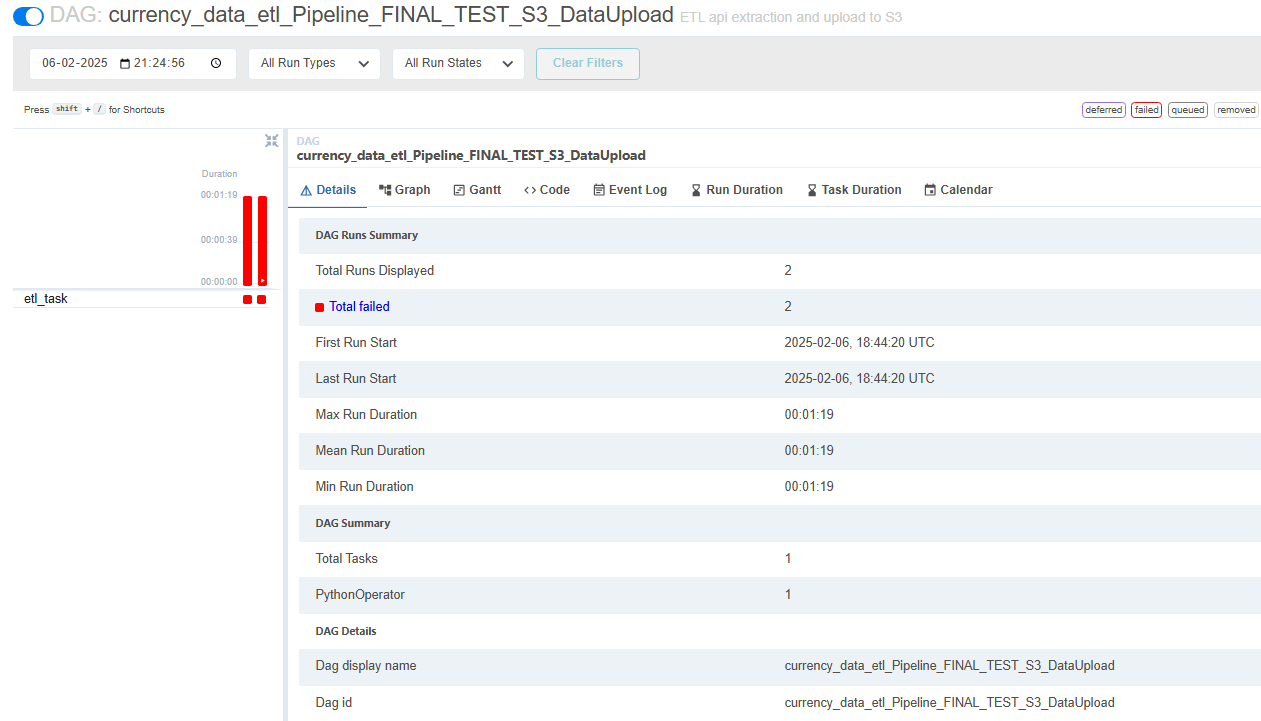 DAG: currency_data_etl_Pipeline_FINAL_TEST_S3_DataUpload ETL api extraction and upload to S3
06-02-2025 21:24:56 All Run Types All Run States Clear Filters
Press shift + / for Shortcuts deferred failed queued removed
DAG
currency_data_etl_Pipeline_FINAL_TEST_S3_DataUpload
Duration
00:01:19
00:00:39
00:00:00
etl_task
Details Graph Gantt <> Code Event Log Run Duration Task Duration Calendar
DAG Runs Summary
Total Runs Displayed 2
Total failed 2
First Run Start 2025-02-06, 18:44:20 UTC
Last Run Start 2025-02-06, 18:44:20 UTC
Max Run Duration 00:01:19
Mean Run Duration 00:01:19
Min Run Duration 00:01:19
DAG Summary
Total Tasks 1
PythonOperator 1
DAG Details
Dag display name currency_data_etl_Pipeline_FINAL_TEST_S3_DataUpload
Dag id currency_data_etl_Pipeline_FINAL_TEST_S3_DataUpload